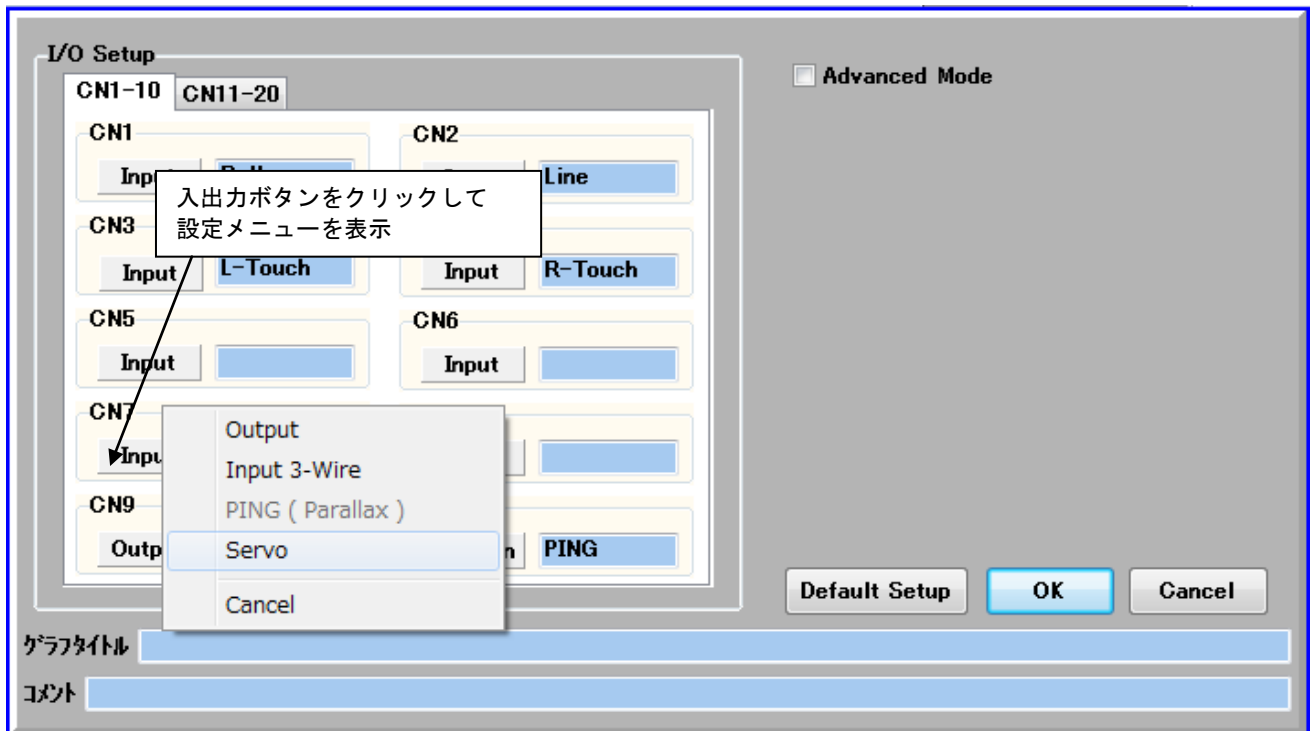 I/O Setup
CN1-10 CN11-20
Advanced Mode
CN1
CN2
Line
入出力ボタンをクリックして
設定メニューを表示
CN3
Input L-Touch
Input R-Touch
CN5
CN6
Input
Input
CN7
Output
Input 3-Wire
PING ( Parallax )
Servo
Cancel
CN9
PING
Default Setup OK Cancel
グラフタイトル
コメント